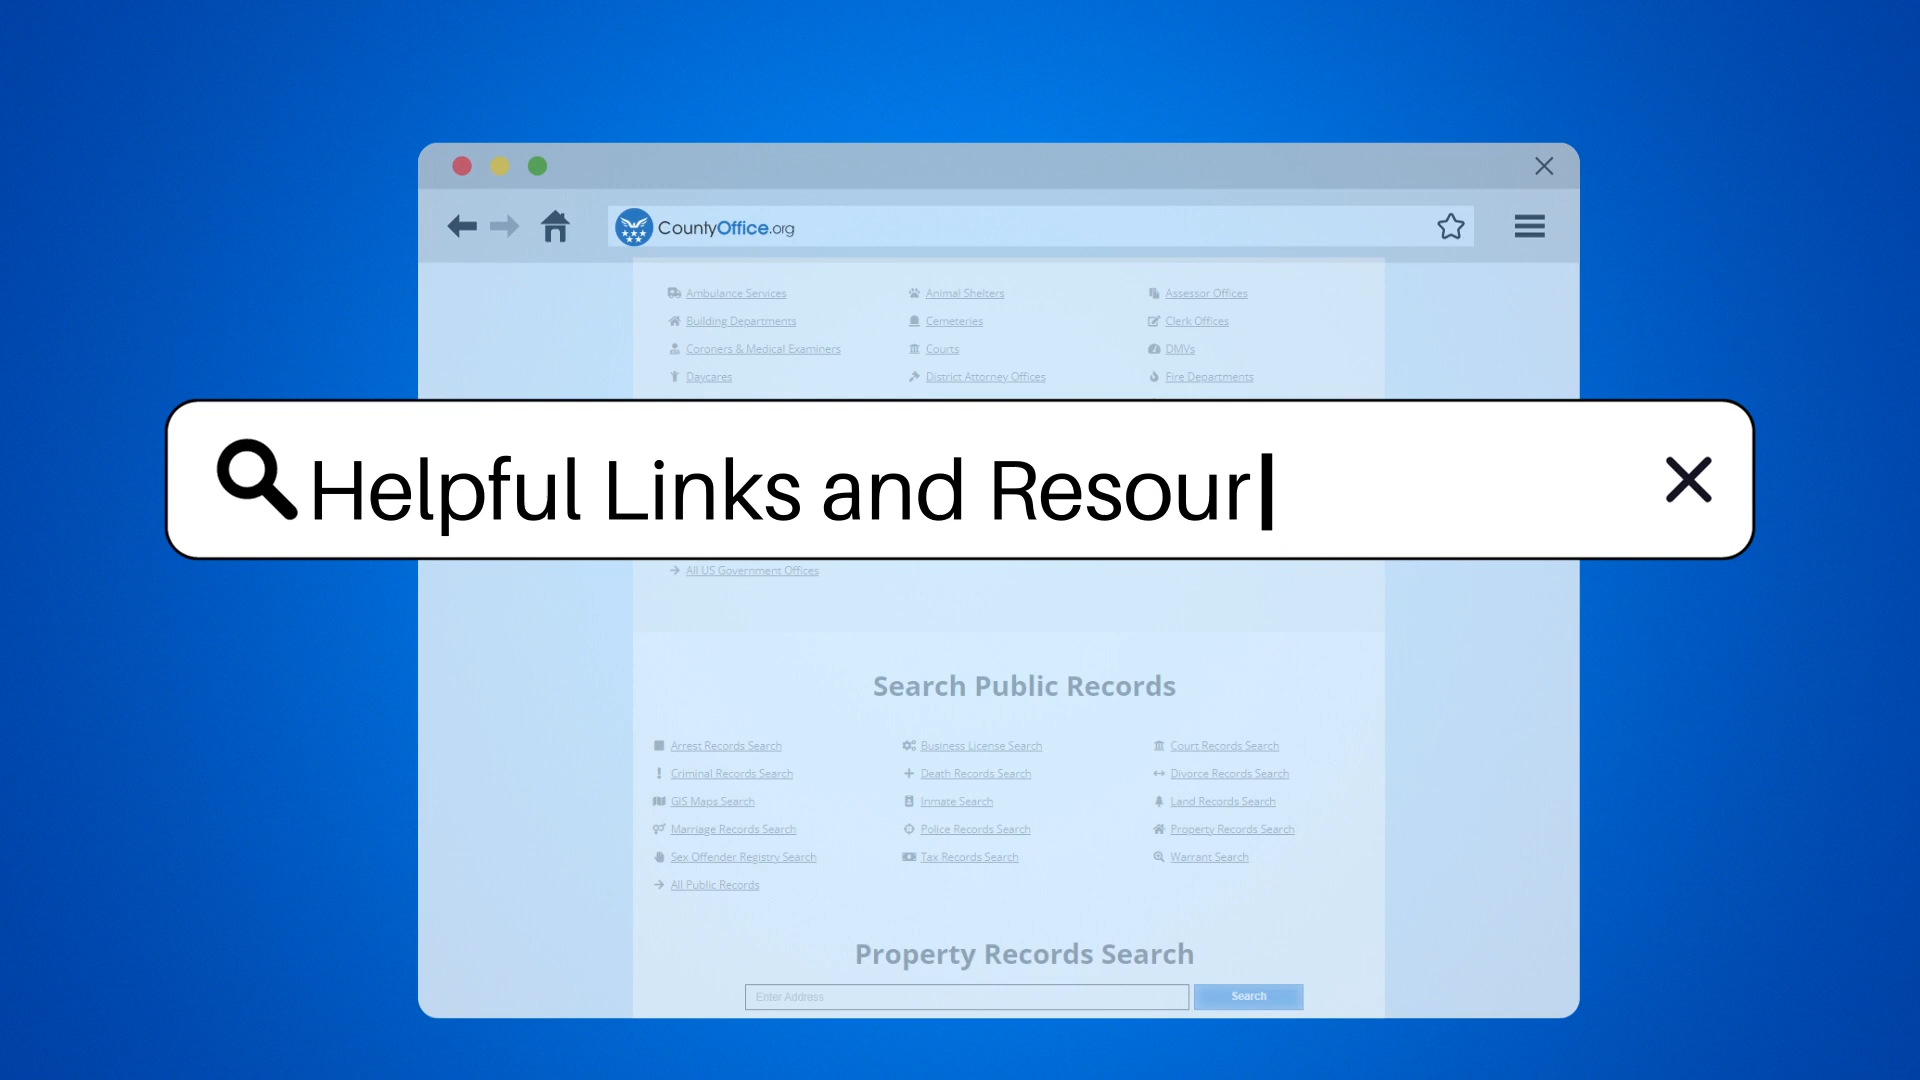 CountyOffice.org
Ambulance Services Animal Shelters Assessor Offices
Building Departments Cemeteries Clerk Offices
Coroners & Medical Examiners Courts DMVs
Daycares District Attorney Offices Fire Departments
Helpful Links and Resour
All US Government Offices
Search Public Records
Arrest Records Search Business License Search Court Records Search
Criminal Records Search Death Records Search Divorce Records Search
GIS Maps Search Inmate Search Land Records Search
Marriage Records Search Police Records Search Property Records Search
Sex Offender Registry Search Tax Records Search Warrant Search
All Public Records
Property Records Search
Enter Address Search